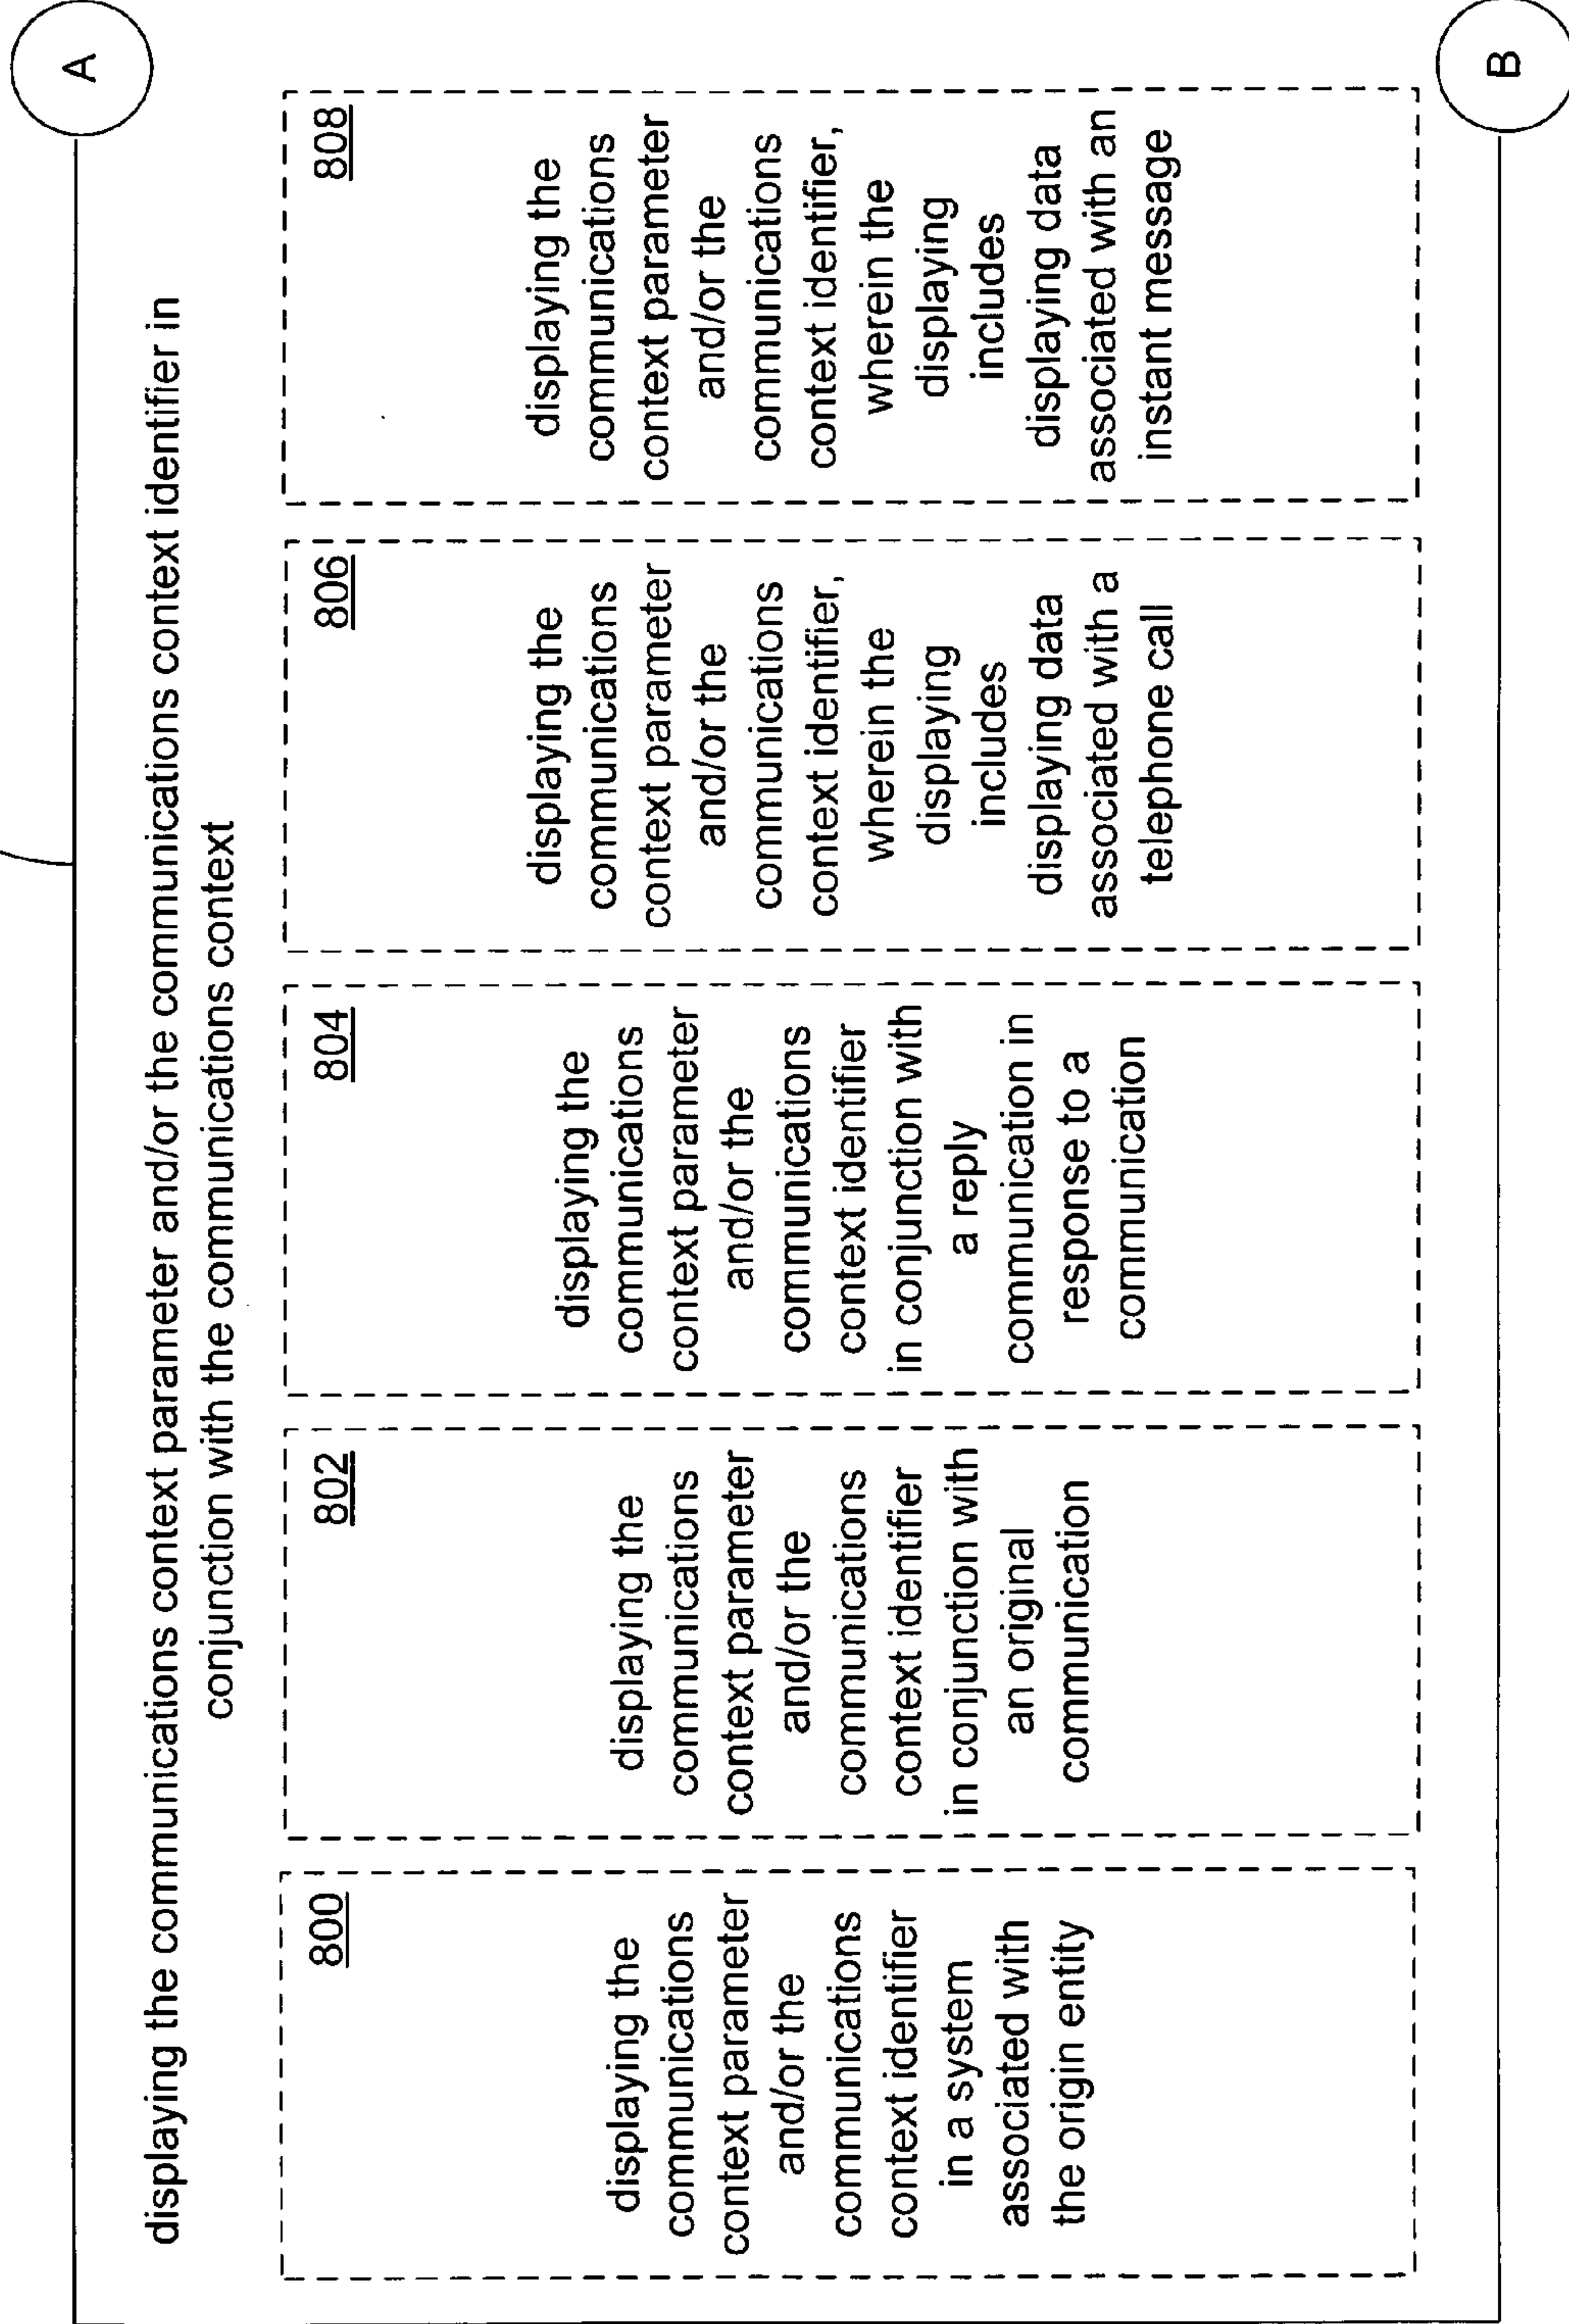 displaying the communications context parameter and/or the communications context identifier in
conjunction with the communications context
800
displaying the
communications
context parameter
and/or the
communications
context identifier
in a system
associated with
the origin entity
802
displaying the
communications
context parameter
and/or the
communications
context identifier
in conjunction with
an original
communication
804
displaying the
communications
context parameter
and/or the
communications
context identifier
in conjunction with
a reply
communication in
response to a
communication
806
displaying the
communications
context parameter
and/or the
communications
context identifier,
wherein the
displaying
includes
displaying data
associated with a
telephone call
808
displaying the
communications
context parameter
and/or the
communications
context identifier,
wherein the
displaying
includes
displaying data
associated with an
instant message
A
B